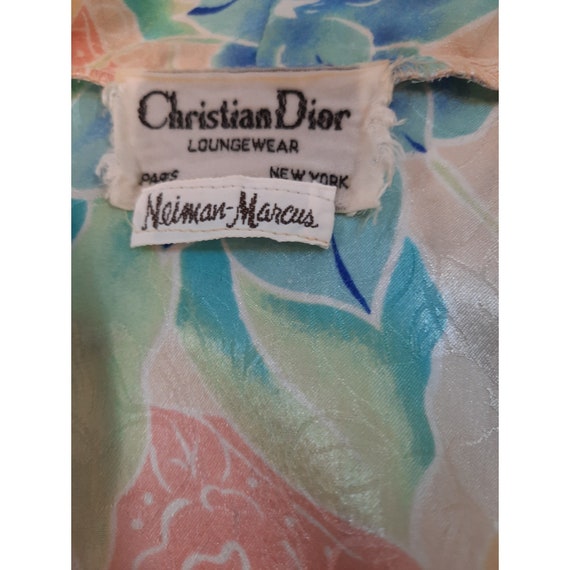 Christian Dior
LOUNGEWEAR
PARIS NEW YORK
Neiman-Marcus